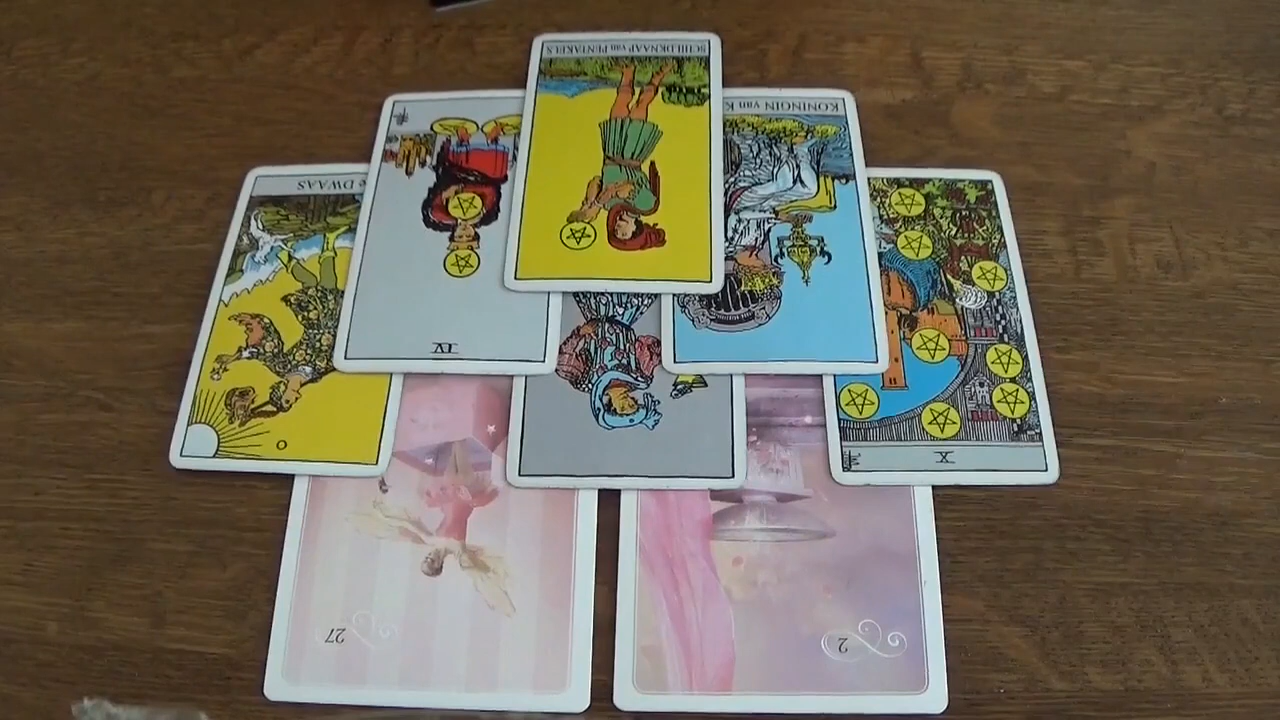 SCHILDKNAAP van PENTAKELS
KONINGIN van K
DWAAS
IV
0
X
27
2